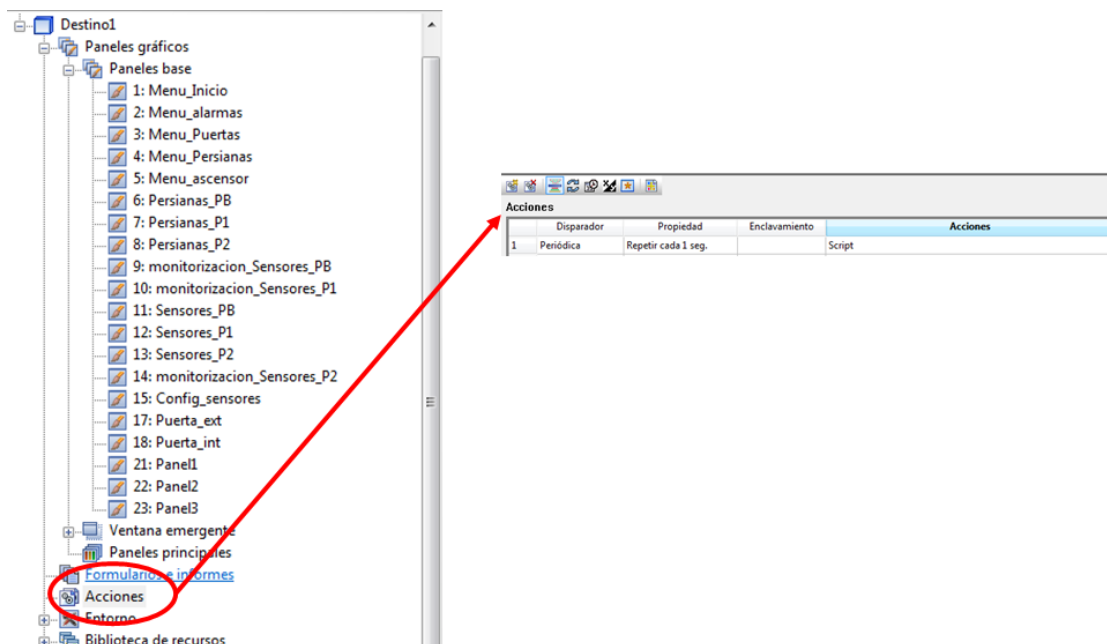 Destino1
Paneles gráficos
Paneles base
1: Menu_Inicio
2: Menu_alarmas
3: Menu_Puertas
4: Menu_Persianas
5: Menu_ascensor
6: Persianas_PB
7: Persianas_P1
8: Persianas_P2
9: monitorizacion_Sensores_PB
10: monitorizacion_Sensores_P1
11: Sensores_PB
12: Sensores_P1
13: Sensores_P2
14: monitorizacion_Sensores_P2
15: Config_sensores
17: Puerta_ext
18: Puerta_int
21: Panel1
22: Panel2
23: Panel3
Ventana emergente
Paneles principales
Formularios e informes
Acciones
Entorno
Biblioteca de recursos
Acciones
Disparador Propiedad Enclavamiento Acciones
1 Periódica Repetir cada 1 seg. Script